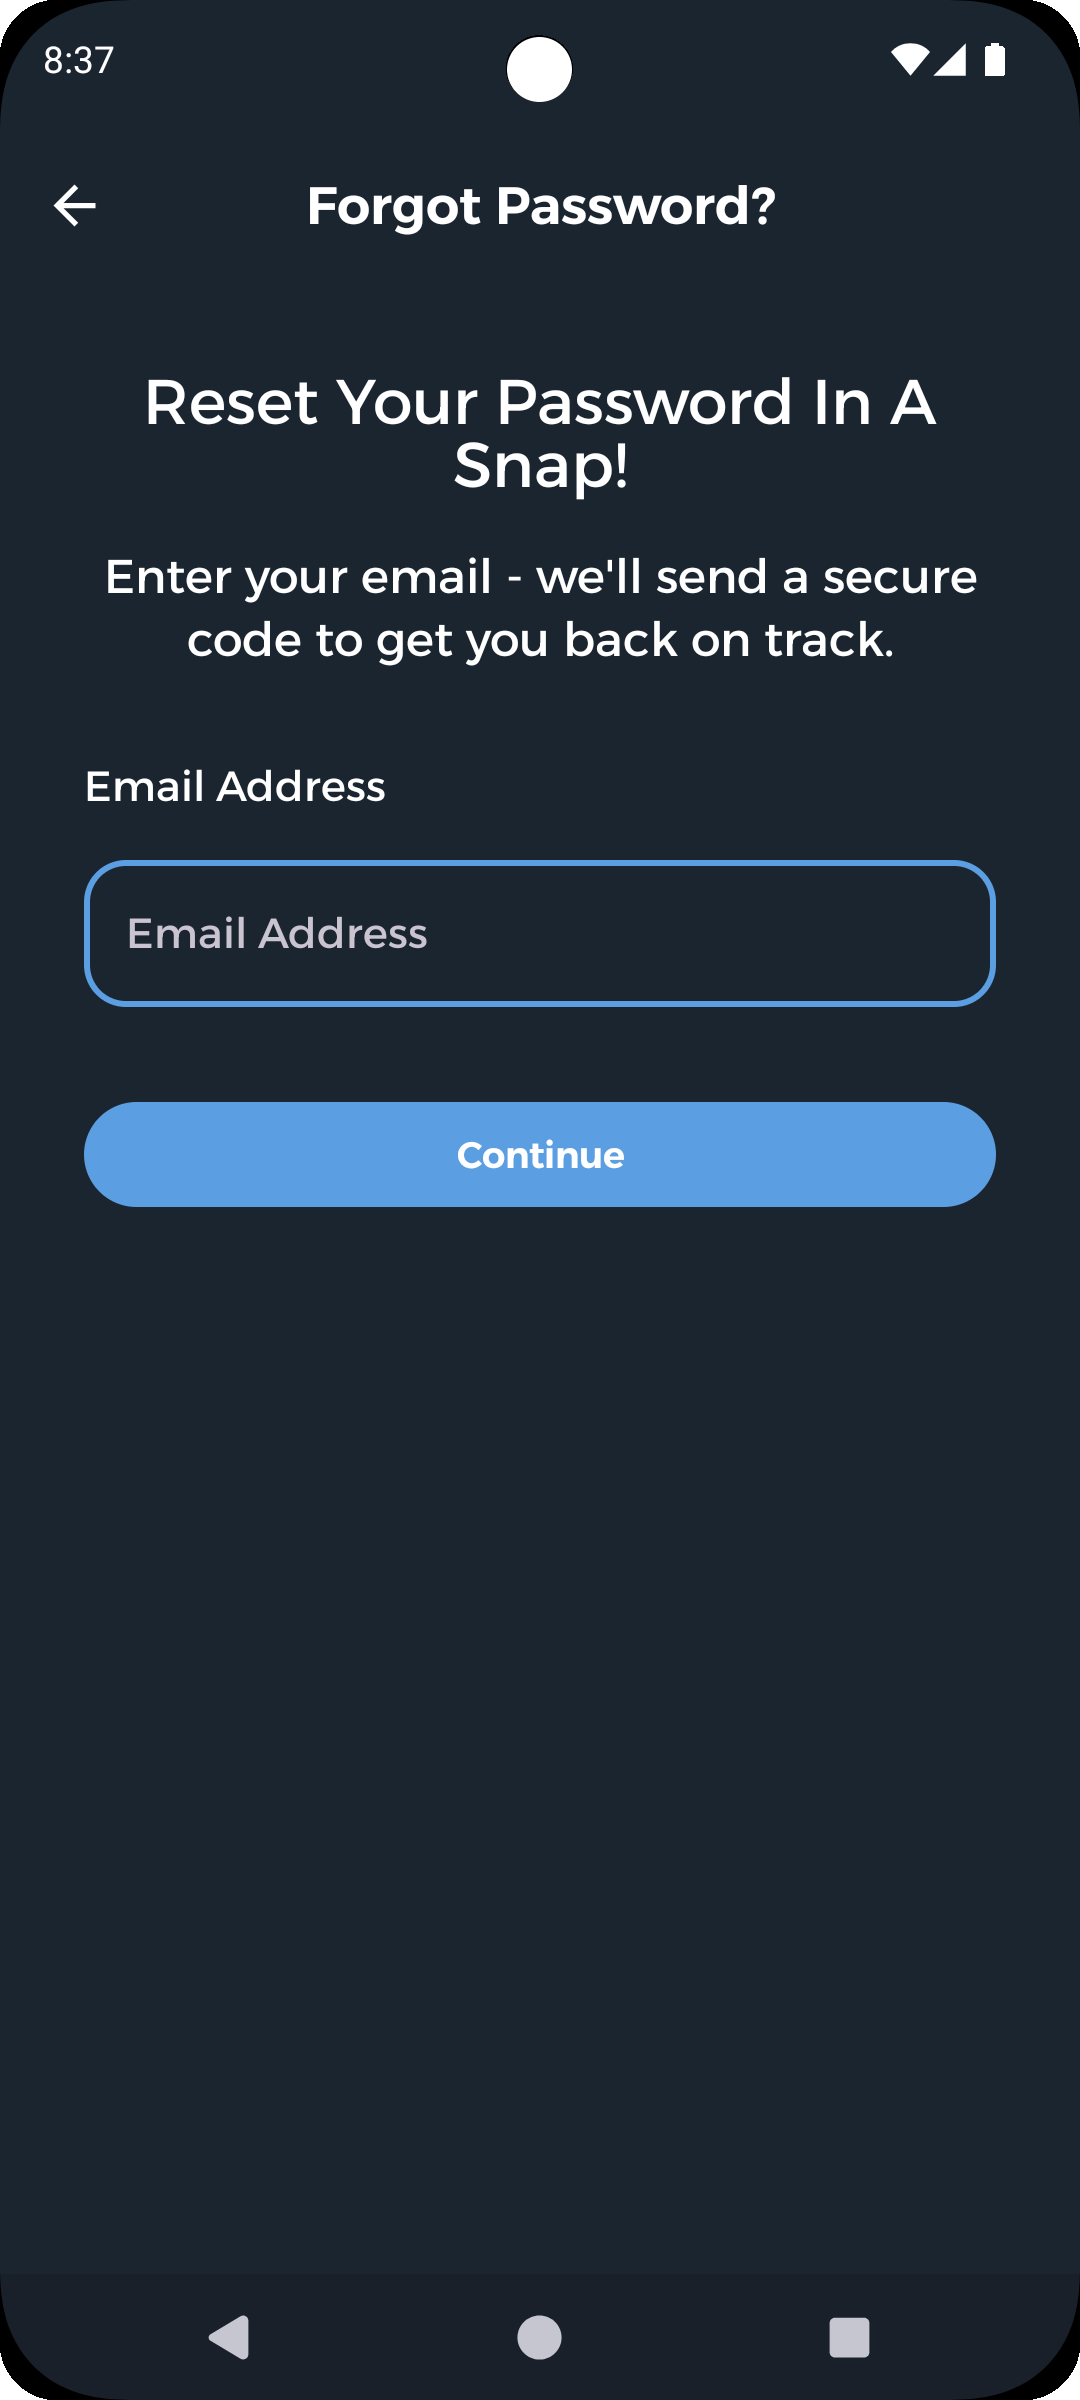 8:37
Forgot Password?
Reset Your Password In A
Snap!
Enter your email - we'll send a secure
code to get you back on track.
Email Address
Email Address
Continue